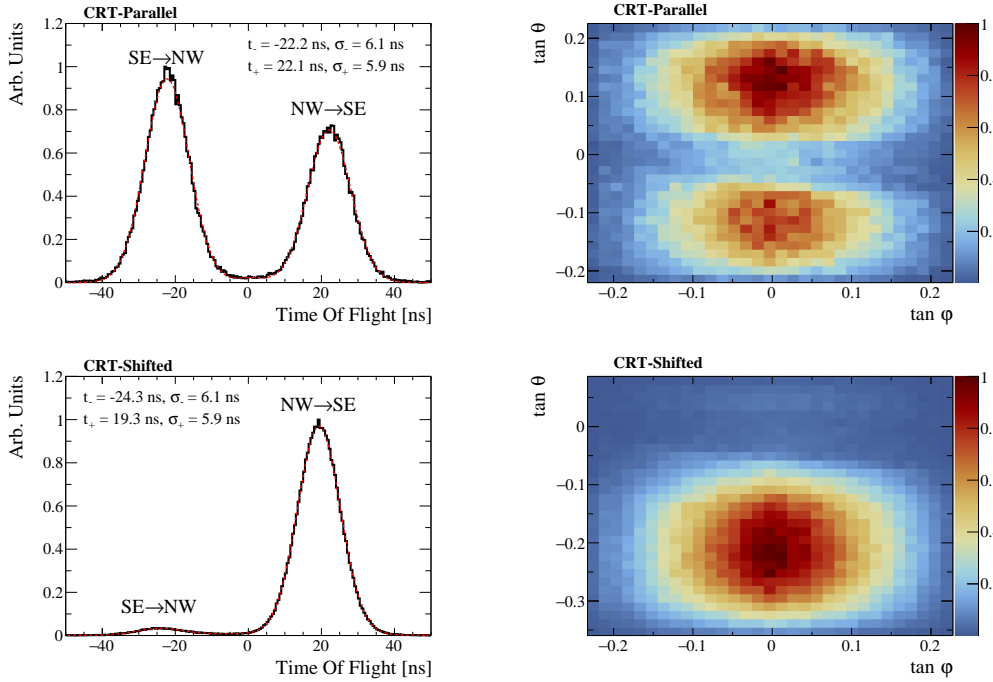 CRT-Parallel
Arb. Units
1.2
1
0.8
0.6
0.4
0.2
0
t₋ = -22.2 ns, σ₋ = 6.1 ns
t₊ = 22.1 ns, σ₊ = 5.9 ns
SE→NW
NW→SE
−40 −20 0 20 40
Time Of Flight [ns]
CRT-Parallel
tan θ
0.2
0.1
0
−0.1
−0.2
−0.2 −0.1 0 0.1 0.2
tan φ
1
CRT-Shifted
Arb. Units
1.2
1
0.8
0.6
0.4
0.2
0
t₋ = -24.3 ns, σ₋ = 6.1 ns
t₊ = 19.3 ns, σ₊ = 5.9 ns
NW→SE
SE→NW
−40 −20 0 20 40
Time Of Flight [ns]
CRT-Shifted
tan θ
0
−0.1
−0.2
−0.3
−0.2 −0.1 0 0.1 0.2
tan φ
1